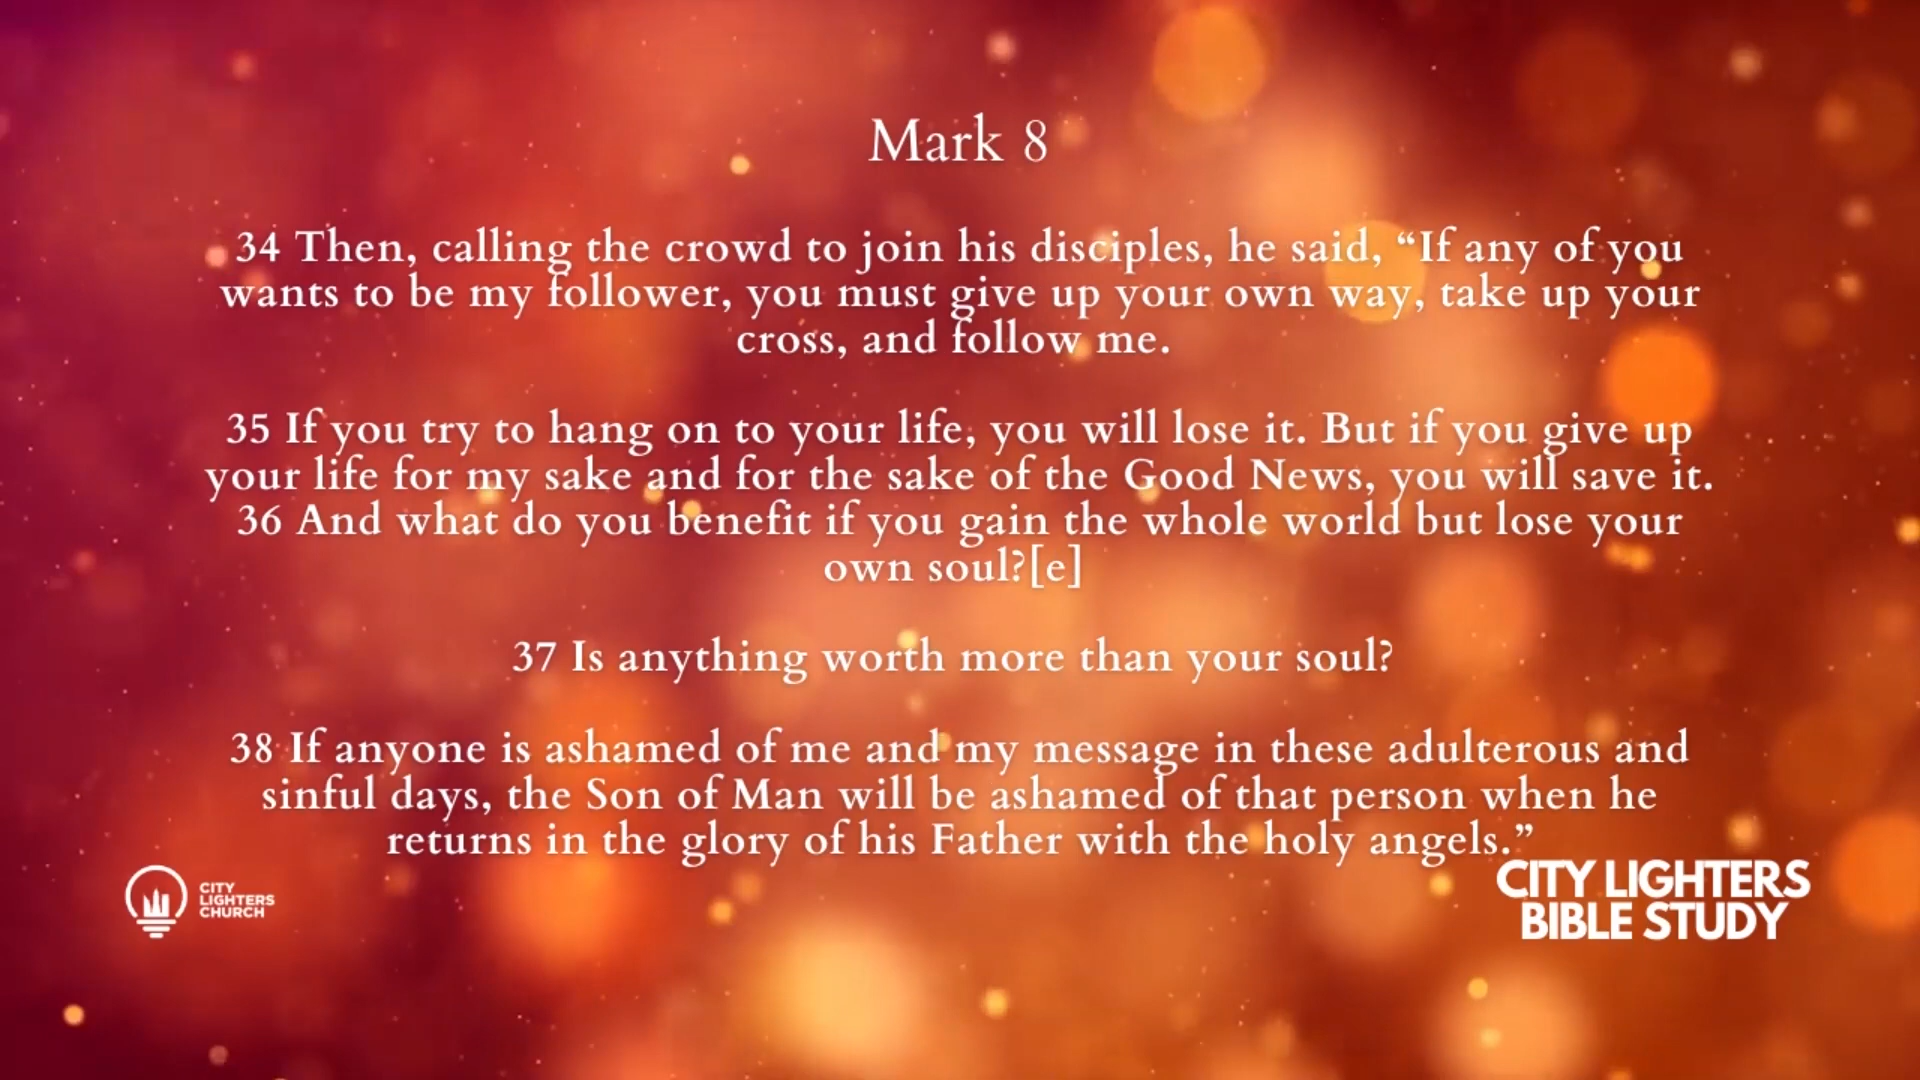 Mark 8
34 Then, calling the crowd to join his disciples, he said, “If any of you
wants to be my follower, you must give up your own way, take up your
cross, and follow me.
35 If you try to hang on to your life, you will lose it. But if you give up
your life for my sake and for the sake of the Good News, you will save it.
36 And what do you benefit if you gain the whole world but lose your
own soul?[e]
37 Is anything worth more than your soul?
38 If anyone is ashamed of me and my message in these adulterous and
sinful days, the Son of Man will be ashamed of that person when he
returns in the glory of his Father with the holy angels.”
CITY
LIGHTERS
CHURCH
CITY LIGHTERS
BIBLE STUDY